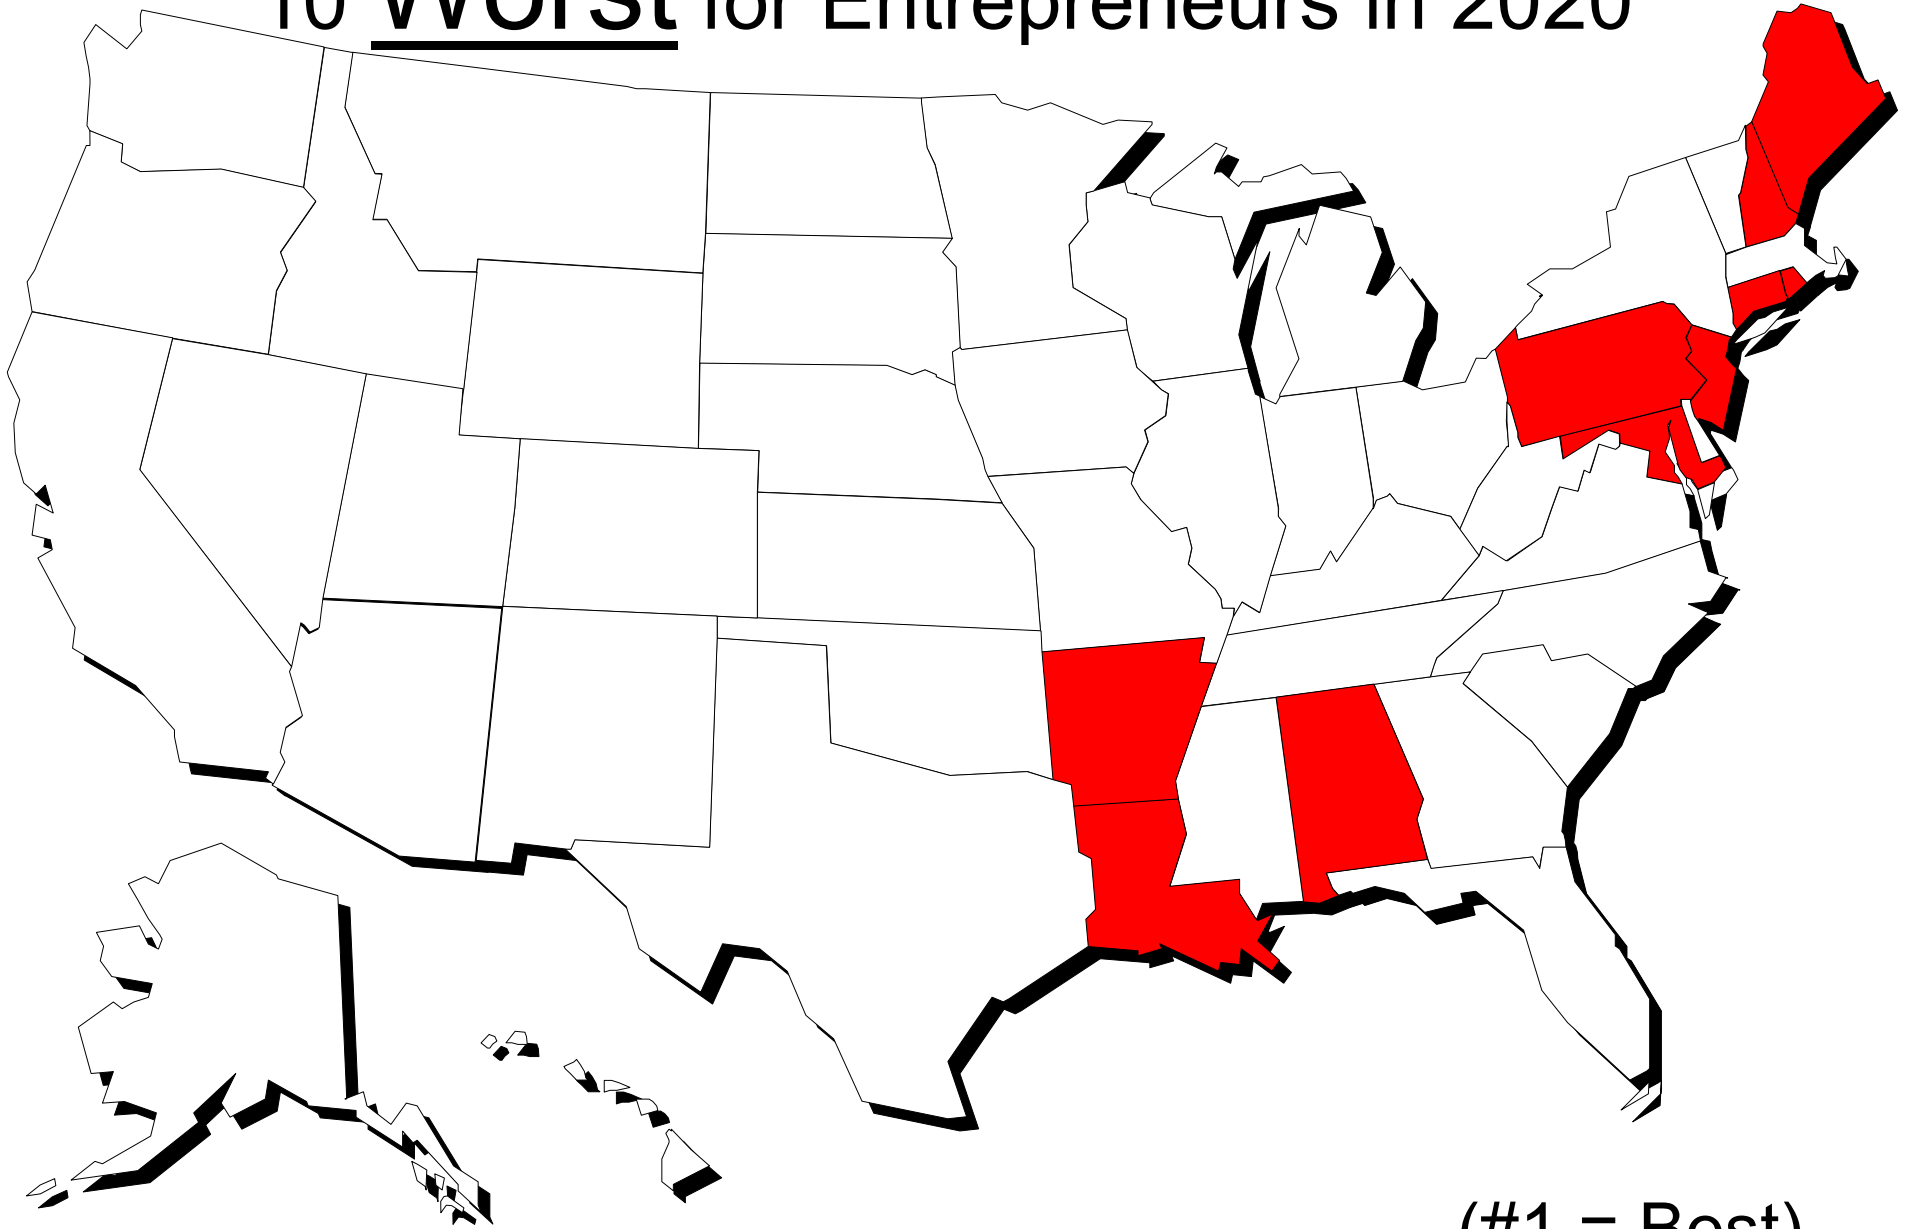 10 Worst for Entrepreneurs in 2020
(#1 = Best)